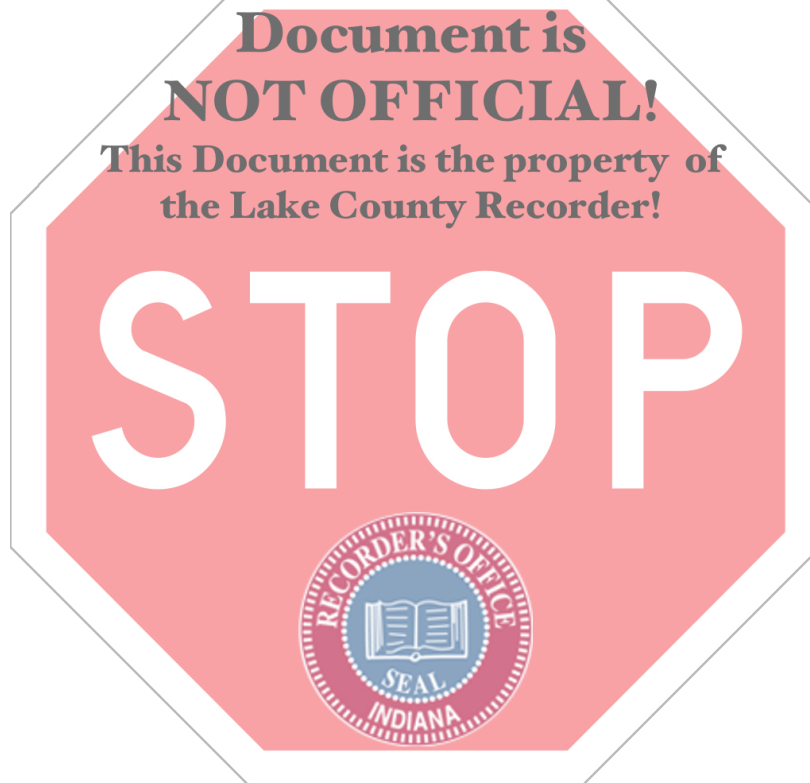 Document is
NOT OFFICIAL!
This Document is the property of
the Lake County Recorder!
STOP
RECORDER'S OFFICE
SEAL
INDIANA